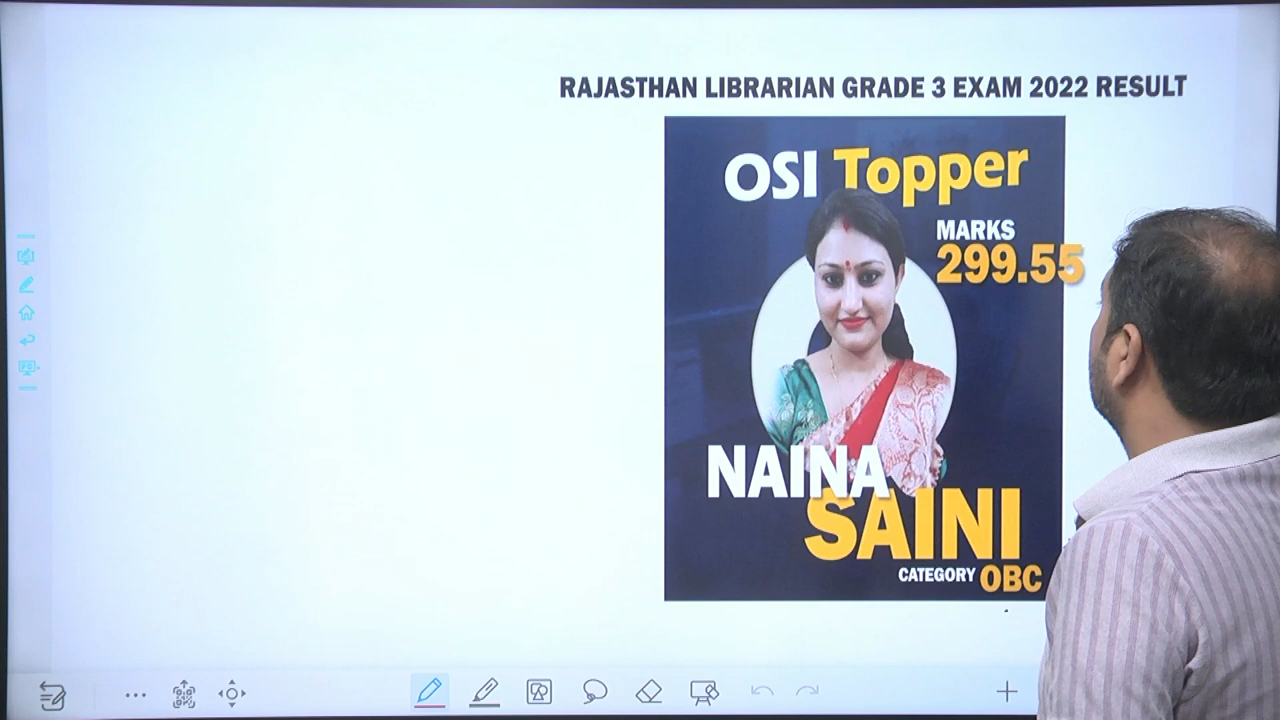 RAJASTHAN LIBRARIAN GRADE 3 EXAM 2022 RESULT
OSI Topper
MARKS
299.55
NAINA
SAINI
CATEGORY OBC